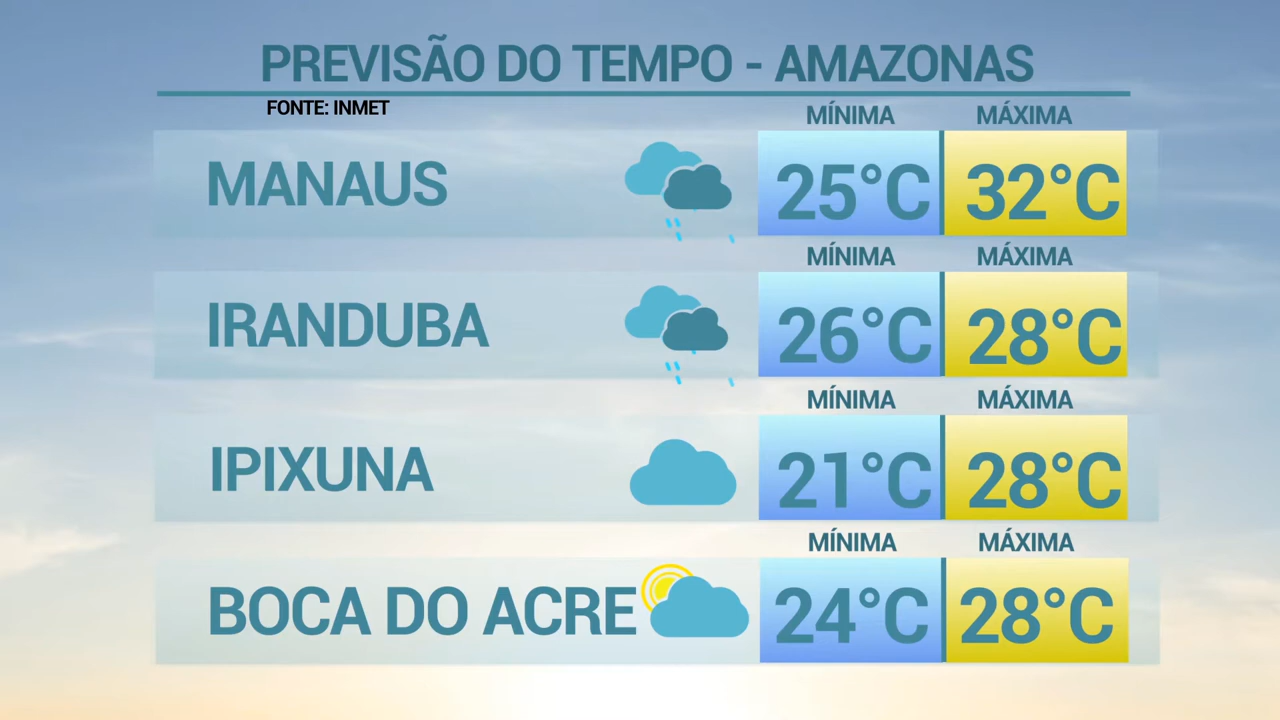 PREVISÃO DO TEMPO - AMAZONAS
FONTE: INMET
MÍNIMA MÁXIMA
MANAUS 25°C 32°C
MÍNIMA MÁXIMA
IRANDUBA 26°C 28°C
MÍNIMA MÁXIMA
IPIXUNA 21°C 28°C
MÍNIMA MÁXIMA
BOCA DO ACRE 24°C 28°C